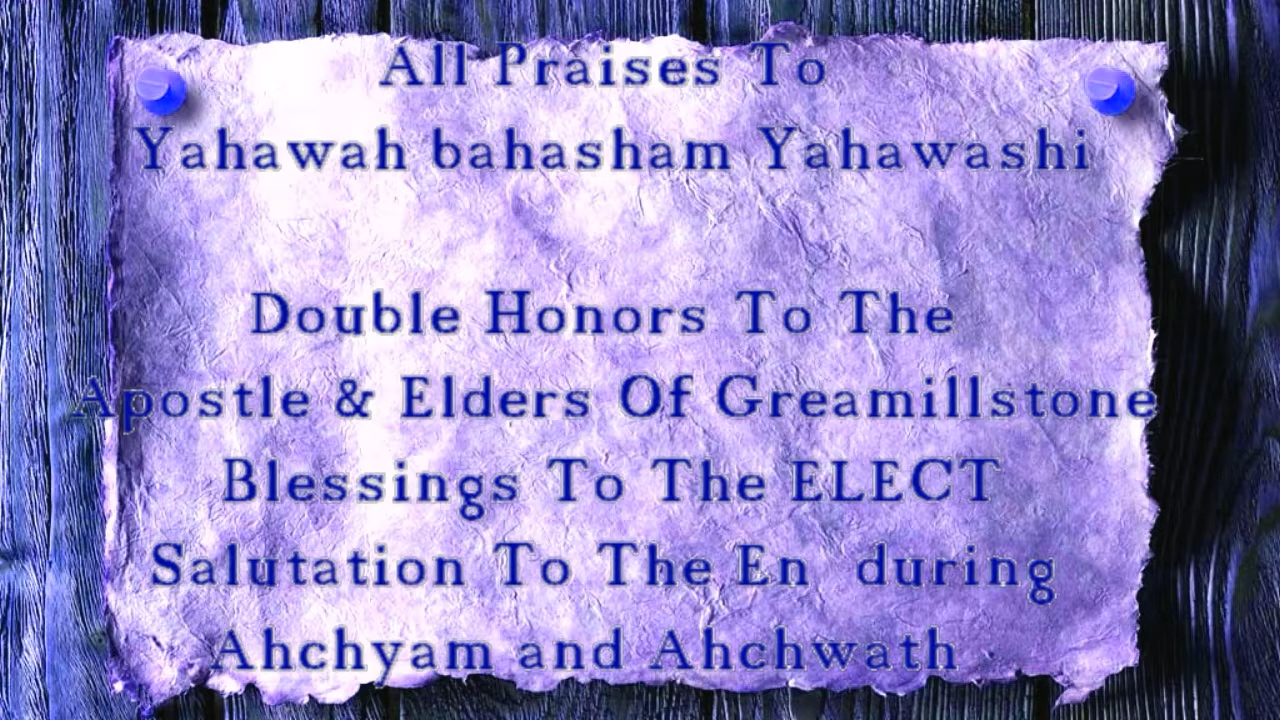 All Praises To
Yahawah bahasham Yahawashi
Double Honors To The
Apostle & Elders Of Greamillstone
Blessings To The ELECT
Salutation To The En during
Ahchyam and Ahchwath